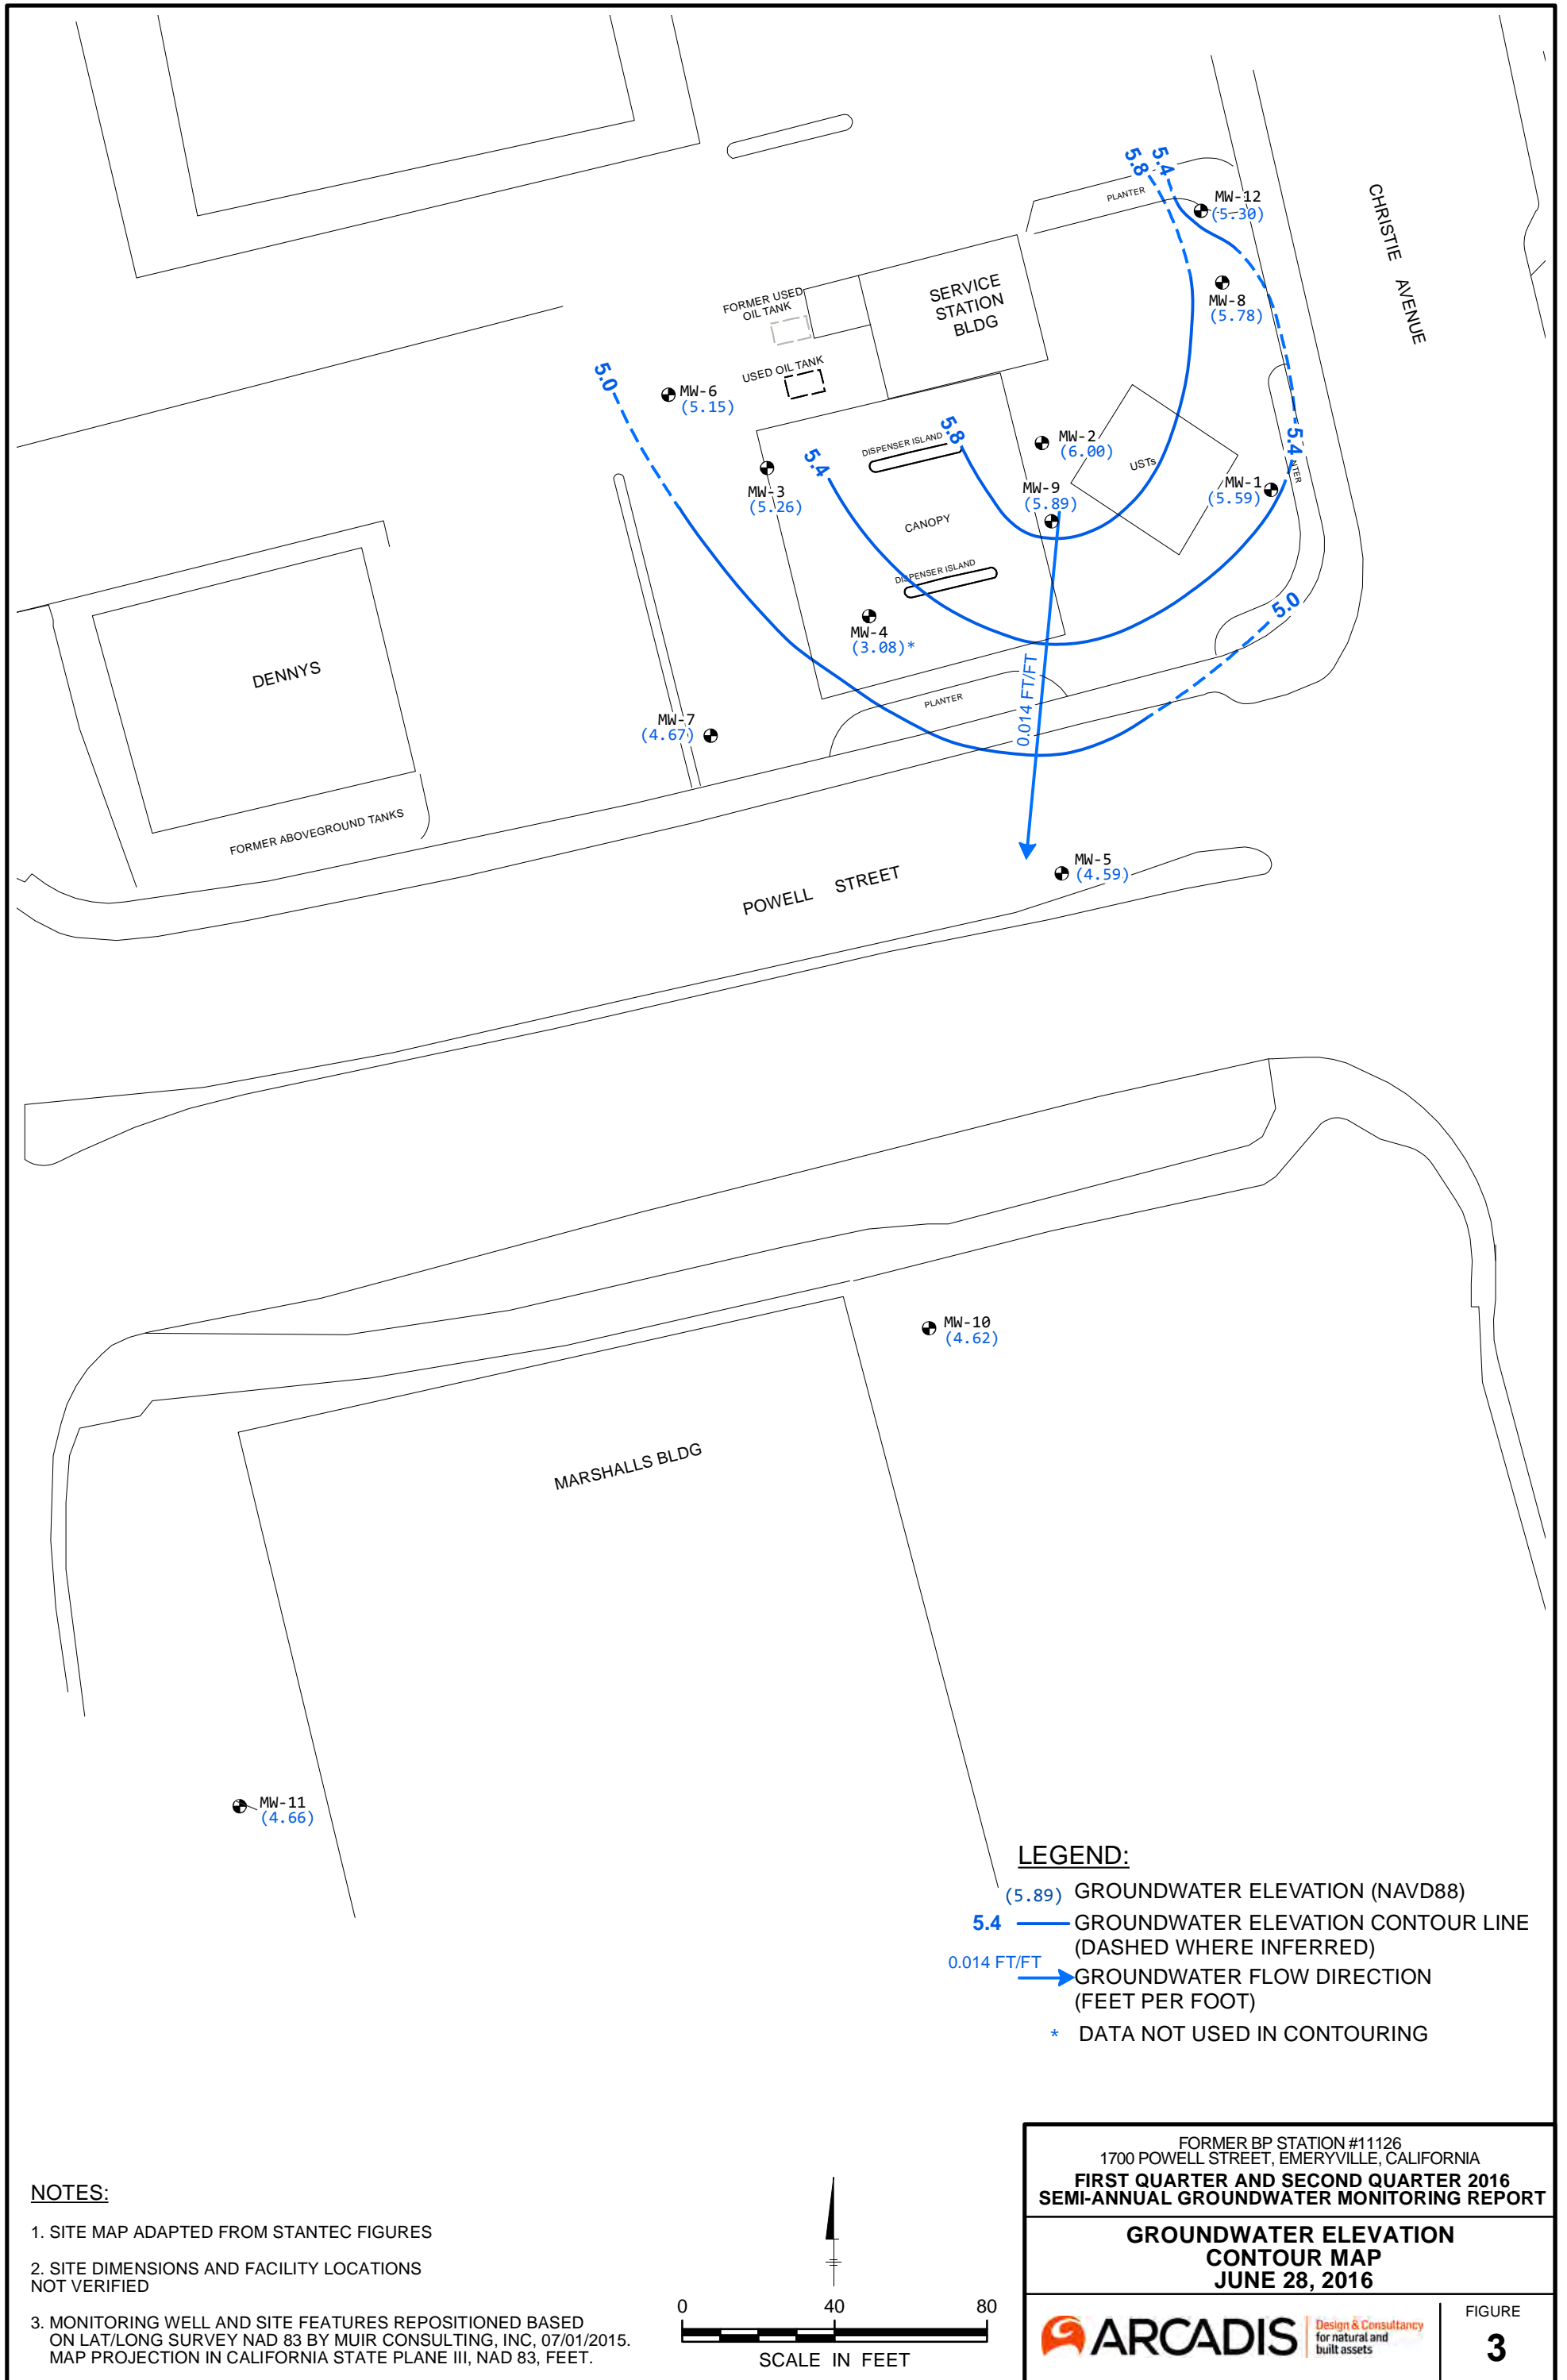 5.8
5.4
PLANTER
MW-12
(5.30)
CHRISTIE AVENUE
SERVICE
STATION
BLDG
FORMER USED
OIL TANK
MW-8
(5.78)
USED OIL TANK
5.0
MW-6
(5.15)
5.8
DISPENSER ISLAND
MW-2
(6.00)
5.4
5.4
USTs
MW-3
(5.26)
MW-9
(5.89)
MW-1
(5.59)
CANOPY
DISPENSER ISLAND
5.0
MW-4
(3.08)*
DENNYS
0.014 FT/FT
PLANTER
MW-7
(4.67)
FORMER ABOVEGROUND TANKS
MW-5
(4.59)
POWELL STREET
MW-10
(4.62)
MARSHALLS BLDG
MW-11
(4.66)
LEGEND:
(5.89) GROUNDWATER ELEVATION (NAVD88)
5.4 GROUNDWATER ELEVATION CONTOUR LINE
(DASHED WHERE INFERRED)
0.014 FT/FT
GROUNDWATER FLOW DIRECTION
(FEET PER FOOT)
* DATA NOT USED IN CONTOURING
NOTES:
1. SITE MAP ADAPTED FROM STANTEC FIGURES
2. SITE DIMENSIONS AND FACILITY LOCATIONS
NOT VERIFIED
3. MONITORING WELL AND SITE FEATURES REPOSITIONED BASED
ON LAT/LONG SURVEY NAD 83 BY MUIR CONSULTING, INC, 07/01/2015.
MAP PROJECTION IN CALIFORNIA STATE PLANE III, NAD 83, FEET.
0 40 80
SCALE IN FEET
FORMER BP STATION #11126
1700 POWELL STREET, EMERYVILLE, CALIFORNIA
FIRST QUARTER AND SECOND QUARTER 2016
SEMI-ANNUAL GROUNDWATER MONITORING REPORT
GROUNDWATER ELEVATION
CONTOUR MAP
JUNE 28, 2016
ARCADIS
Design & Consultancy
for natural and
built assets
FIGURE
3